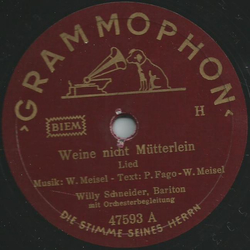 GRAMMOPHON
BIEM
H
Weine nicht Mütterlein
Lied
Musik: W. Meisel - Text: P. Fago - W. Meisel
Willy Schneider, Bariton
mit Orchesterbegleitung
47593 A
DIE STIMME SEINES HERRN